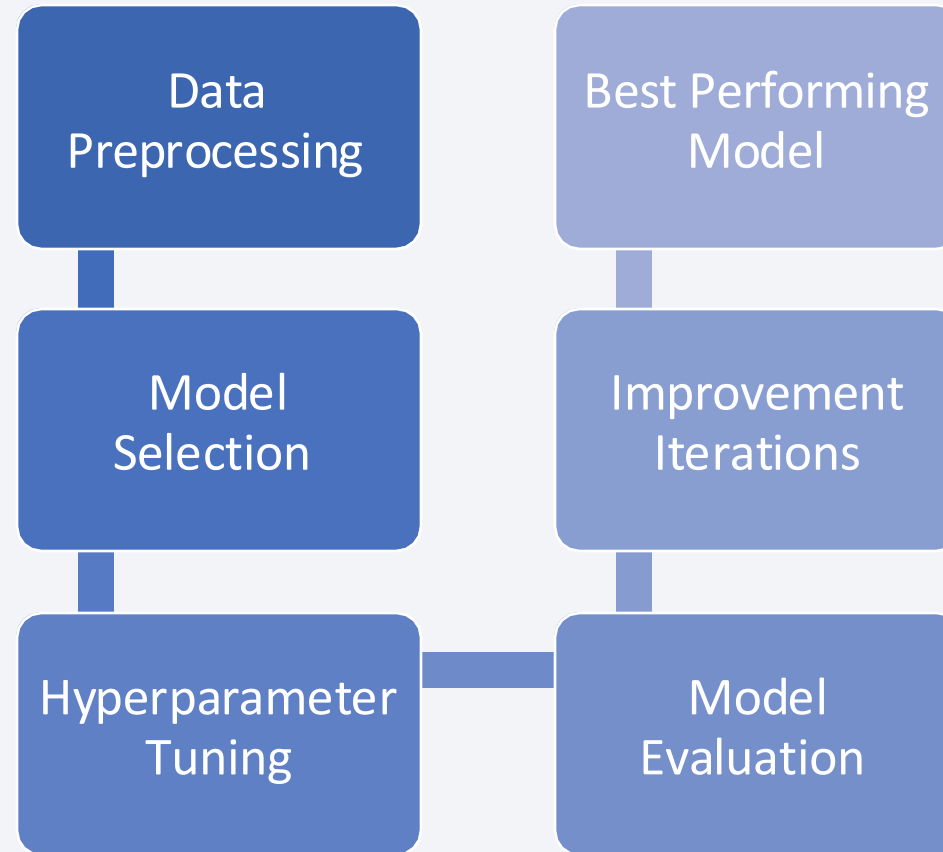 Data
Preprocessing
Model
Selection
Hyperparameter
Tuning
Model
Evaluation
Improvement
Iterations
Best Performing
Model